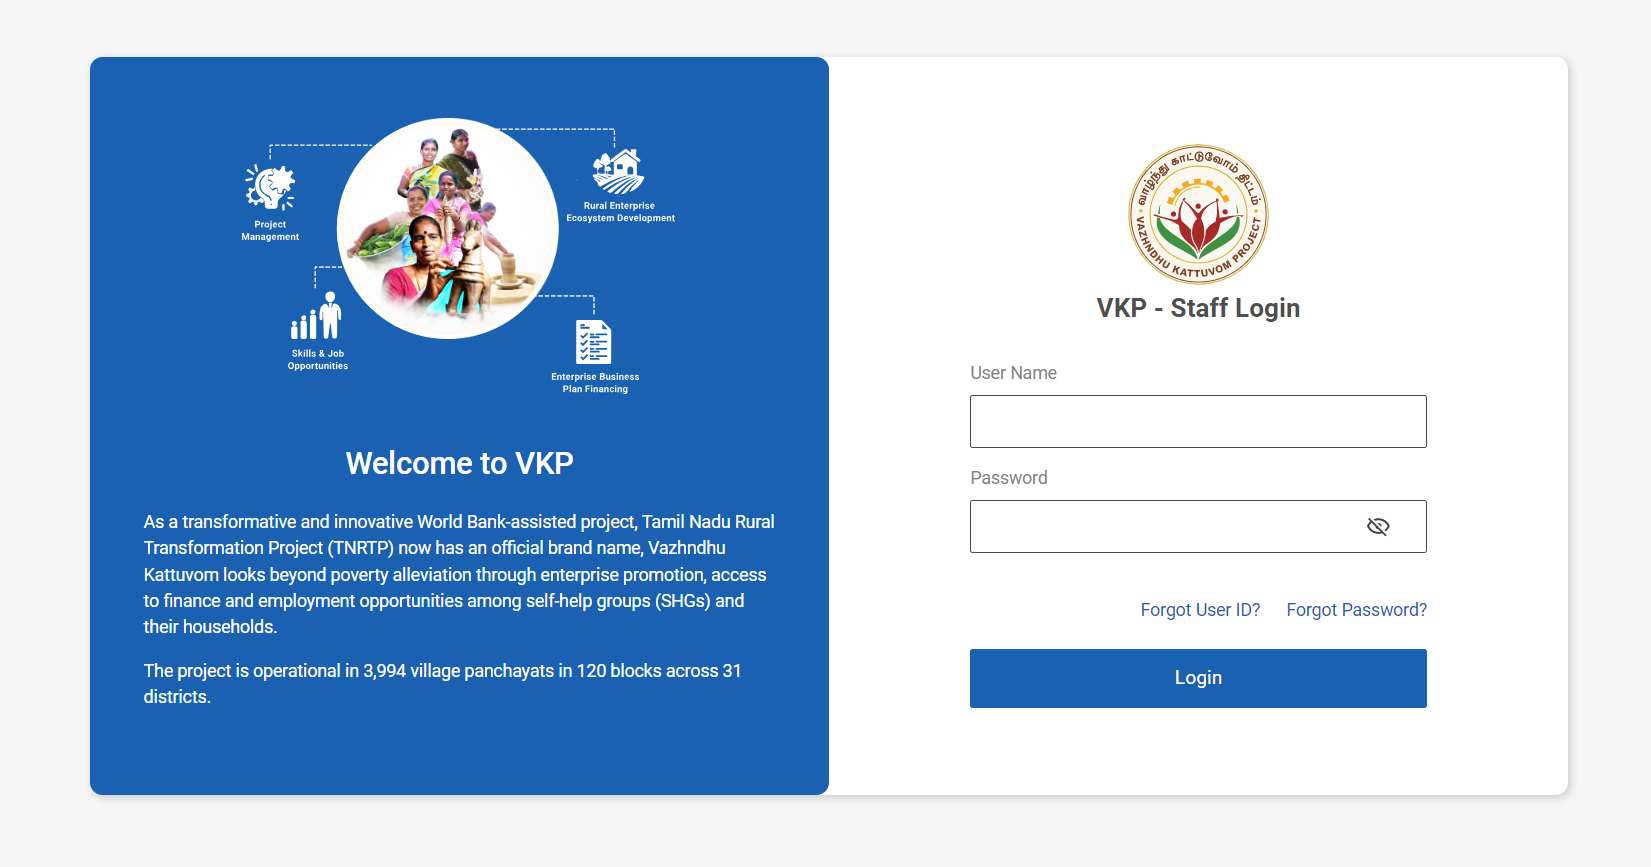 Project
Management
Rural Enterprise
Ecosystem Development
Skills & Job
Opportunities
Enterprise Business
Plan Financing
Welcome to VKP
As a transformative and innovative World Bank-assisted project, Tamil Nadu Rural
Transformation Project (TNRTP) now has an official brand name, Vazhndhu
Kattuvom looks beyond poverty alleviation through enterprise promotion, access
to finance and employment opportunities among self-help groups (SHGs) and
their households.
The project is operational in 3,994 village panchayats in 120 blocks across 31
districts.
வாழ்ந்து காட்டுவோம் திட்டம்
VAZHNDHU KATTUVOM PROJECT
VKP - Staff Login
User Name
Password
Forgot User ID? Forgot Password?
Login